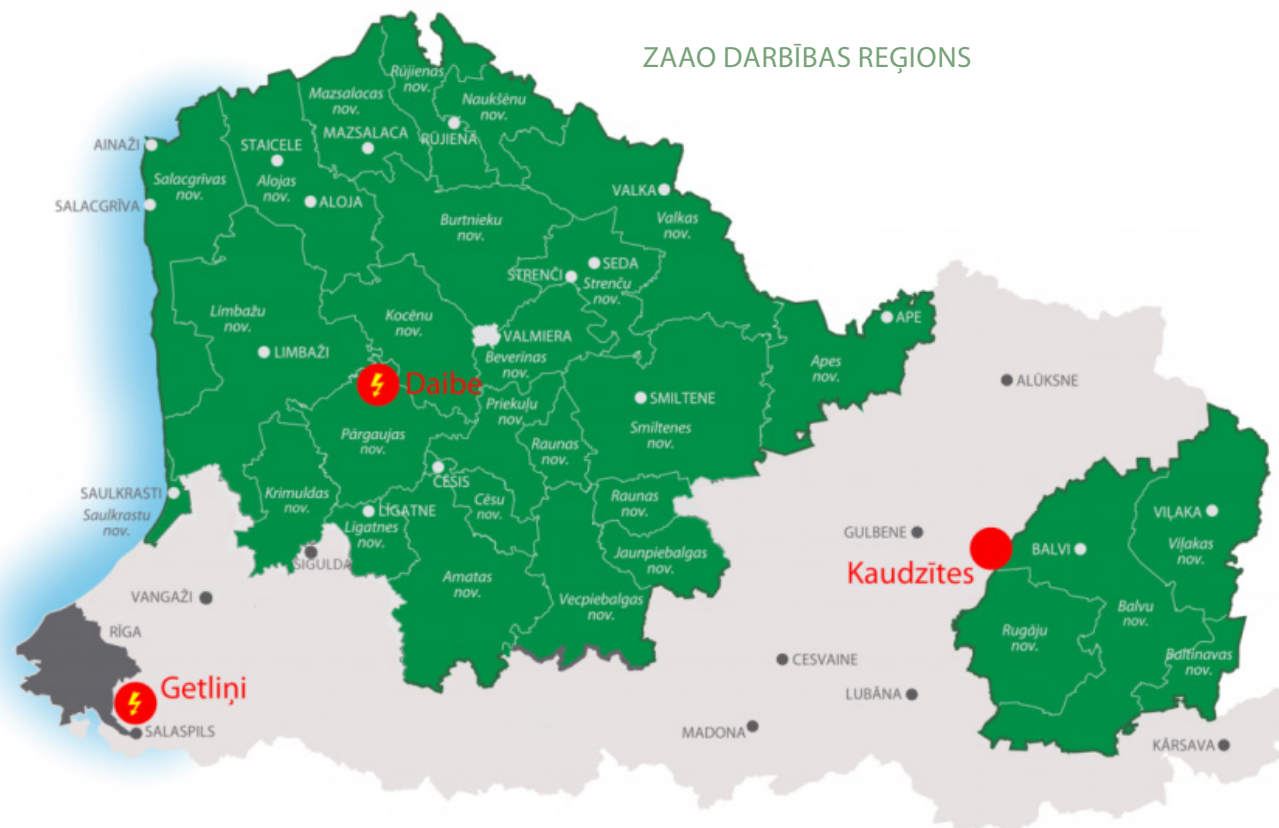 ZAAO DARBĪBAS REĢIONS
Rūjienas
nov.
Mazsalacas
nov.
Naukšēnu
nov.
AINAŽI
STAICELE
MAZSALACA
RŪJIENA
Salacgrīvas
nov.
Alojas
nov.
ALOJA
VALKA
SALACGRĪVA
Burtnieku
nov.
Valkas
nov.
SEDA
STRENČI
Strenču
nov.
Limbažu
nov.
Kocēnu
nov.
APE
VALMIERA
LIMBAŽI
Beverinas
nov.
Apes
nov.
Daibe
ALŪKSNE
SMILTENE
Priekuļu
nov.
Pārgaujas
nov.
Smiltenes
nov.
Raunas
nov.
CĒSIS
SAULKRASTI
Saulkrastu
nov.
Krimuldas
nov.
Cēsu
nov.
Raunas
nov.
LĪGATNE
Līgatnes
nov.
VIĻAKA
GULBENE
BALVI
Viļakas
nov.
SIGULDA
Jaunpiebalgas
nov.
Kaudzītes
Amatas
nov.
VANGAŽI
Vecpiebalgas
nov.
Balvu
nov.
RĪGA
Rugāju
nov.
Baltinavas
nov.
CESVAINE
Getliņi
LUBĀNA
SALASPILS
MADONA
KĀRSAVA